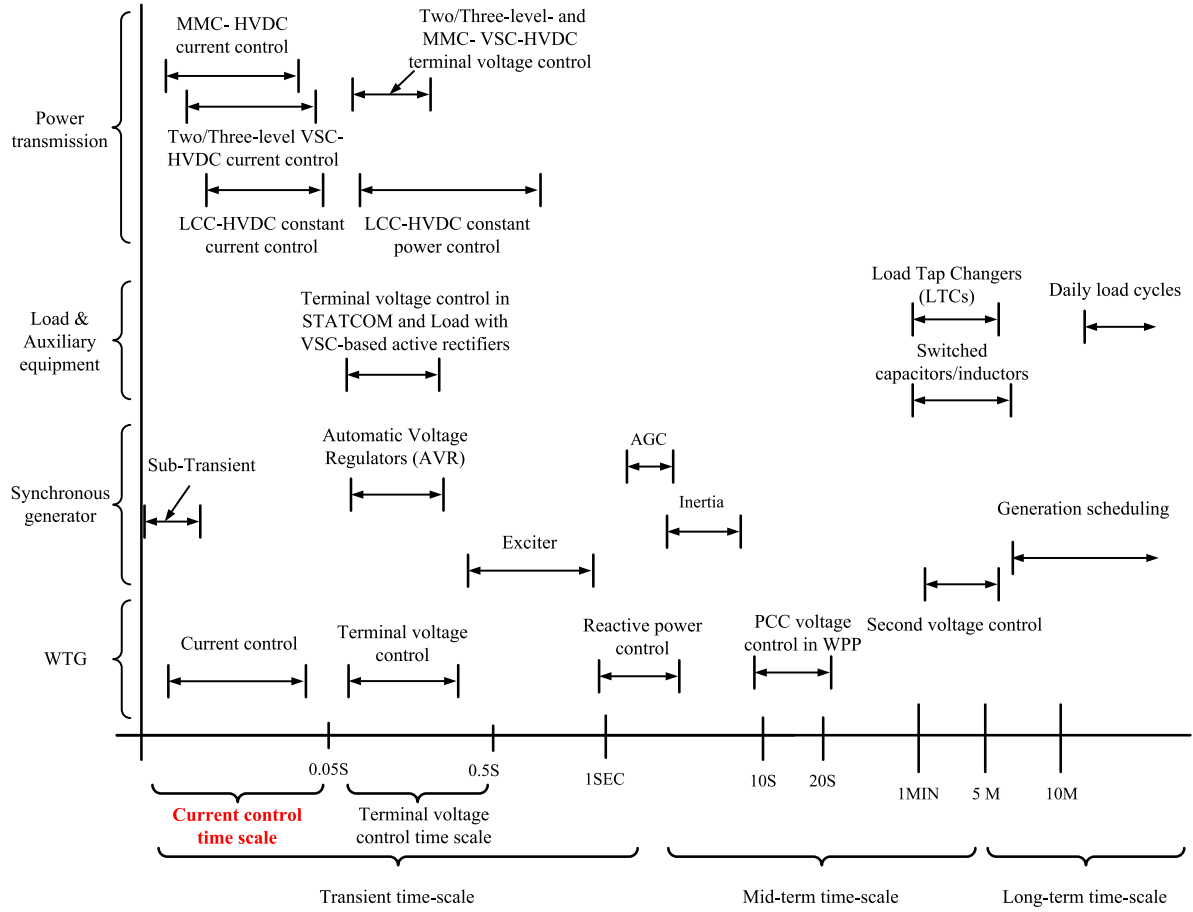 MMC- HVDC
current control
Two/Three-level- and
MMC- VSC-HVDC
terminal voltage control
Power
transmission
Two/Three-level VSC-
HVDC current control
LCC-HVDC constant
current control
LCC-HVDC constant
power control
Load &
Auxiliary
equipment
Terminal voltage control in
STATCOM and Load with
VSC-based active rectifiers
Load Tap Changers
(LTCs)
Daily load cycles
Switched
capacitors/inductors
Synchronous
generator
Sub-Transient
Automatic Voltage
Regulators (AVR)
AGC
Inertia
Generation scheduling
Exciter
Second voltage control
WTG
Current control
Terminal voltage
control
Reactive power
control
PCC voltage
control in WPP
0.05S
0.5S
1SEC
10S
20S
1MIN
5 M
10M
Current control
time scale
Terminal voltage
control time scale
Transient time-scale
Mid-term time-scale
Long-term time-scale